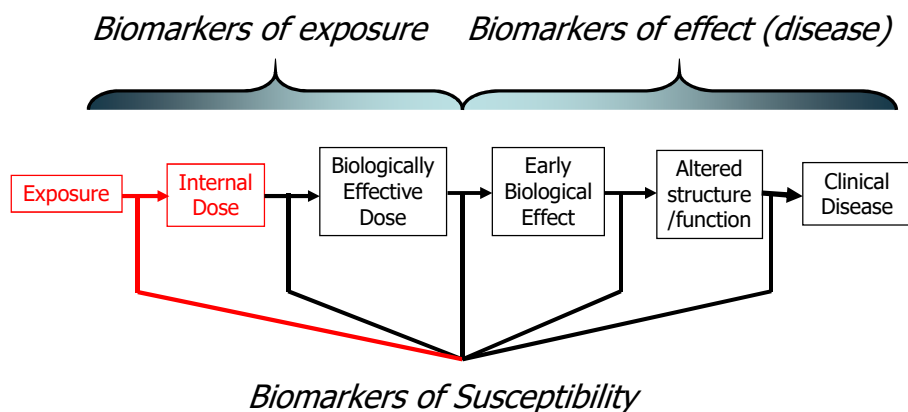 Biomarkers of exposure
Biomarkers of effect (disease)
Exposure
Internal
Dose
Biologically
Effective
Dose
Early
Biological
Effect
Altered
structure
/function
Clinical
Disease
Biomarkers of Susceptibility